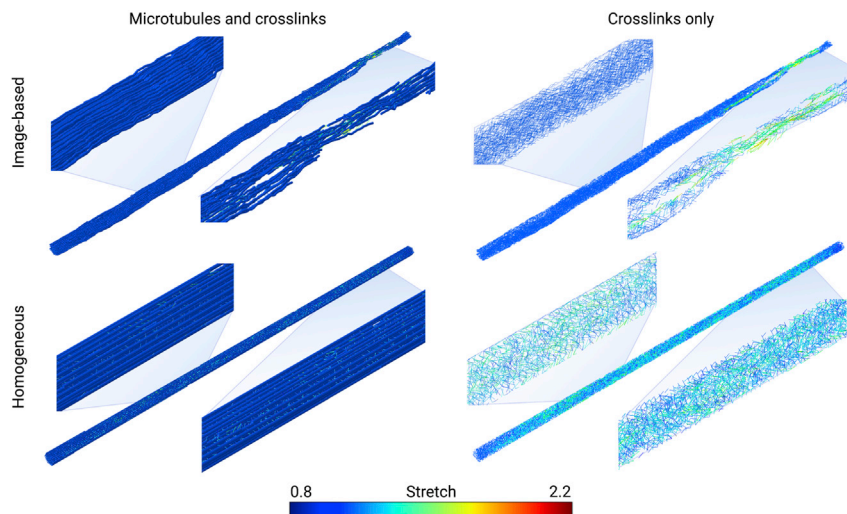 Microtubules and crosslinks
Crosslinks only
Image-based
Homogeneous
0.8 Stretch 2.2